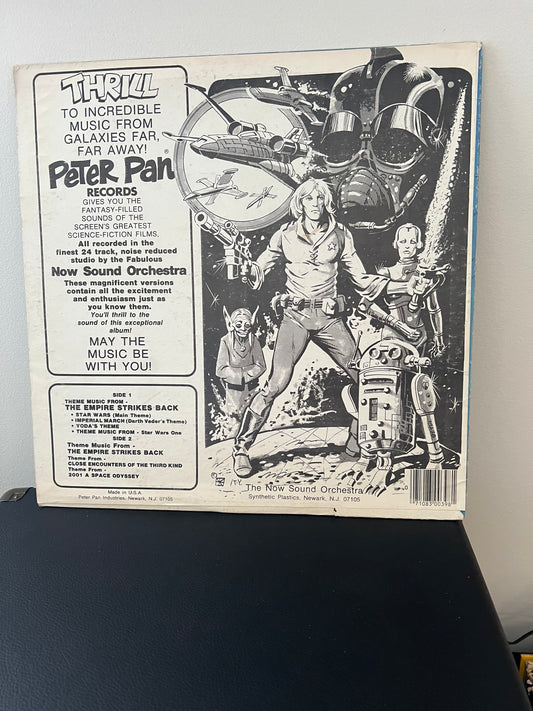 THRILL
TO INCREDIBLE
MUSIC FROM
GALAXIES FAR,
FAR AWAY!
PETER PAN®
RECORDS
GIVES YOU THE
FANTASY-FILLED
SOUNDS OF THE
SCREEN'S GREATEST
SCIENCE-FICTION FILMS.
All recorded in the
finest 24 track, noise reduced
studio by the Fabulous
Now Sound Orchestra
These magnificent versions
contain all the excitement
and enthusiasm just as
you know them.
You'll thrill to the
sound of this exceptional
album!
MAY THE
MUSIC BE
WITH YOU!
SIDE 1
THEME MUSIC FROM -
THE EMPIRE STRIKES BACK
• STAR WARS (Main Theme)
• IMPERIAL MARCH (Darth Vader's Theme)
• YODA'S THEME
• THEME MUSIC FROM - Star Wars One
SIDE 2
Theme Music From -
THE EMPIRE STRIKES BACK
Theme From -
CLOSE ENCOUNTERS OF THE THIRD KIND
Theme From -
2001 A SPACE ODYSSEY
Made in U.S.A.
Peter Pan Industries, Newark, N.J. 07105
The Now Sound Orchestra
Synthetic Plastics, Newark, N.J. 07105
71083 00398